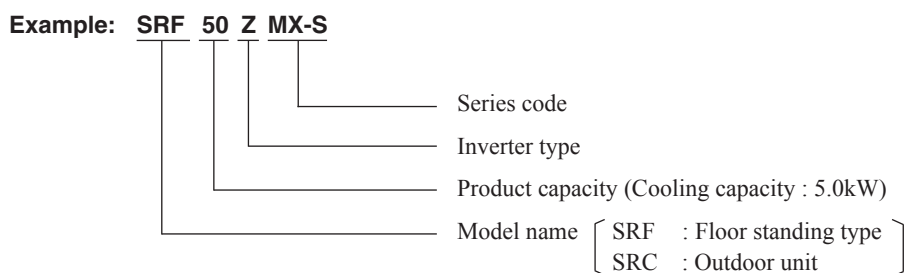 Example: SRF 50 Z MX-S
Series code
Inverter type
Product capacity (Cooling capacity : 5.0kW)
Model name SRF : Floor standing type
SRC : Outdoor unit